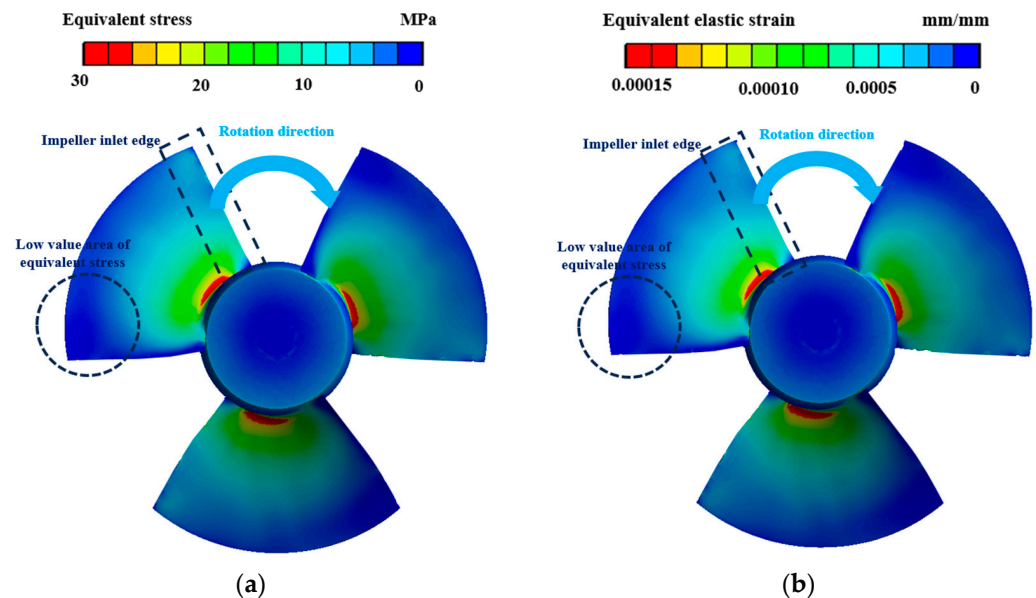 Equivalent stress MPa
30 20 10 0
Impeller inlet edge
Rotation direction
Low value area of
equivalent stress
(a)
Equivalent elastic strain mm/mm
0.00015 0.00010 0.00005 0
Impeller inlet edge
Rotation direction
Low value area of
equivalent stress
(b)